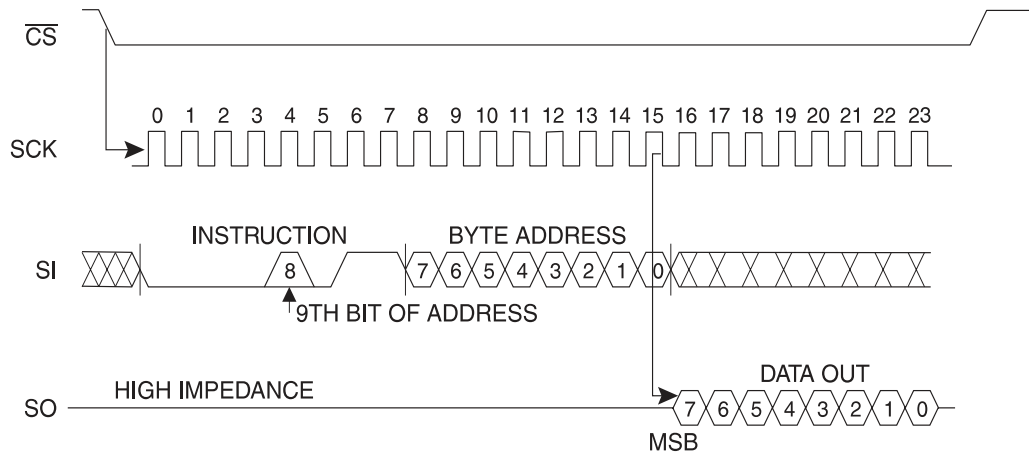 CS
0 1 2 3 4 5 6 7 8 9 10 11 12 13 14 15 16 17 18 19 20 21 22 23
SCK
INSTRUCTION BYTE ADDRESS
SI 8 7 6 5 4 3 2 1 0
9TH BIT OF ADDRESS
HIGH IMPEDANCE DATA OUT
SO 7 6 5 4 3 2 1 0
MSB